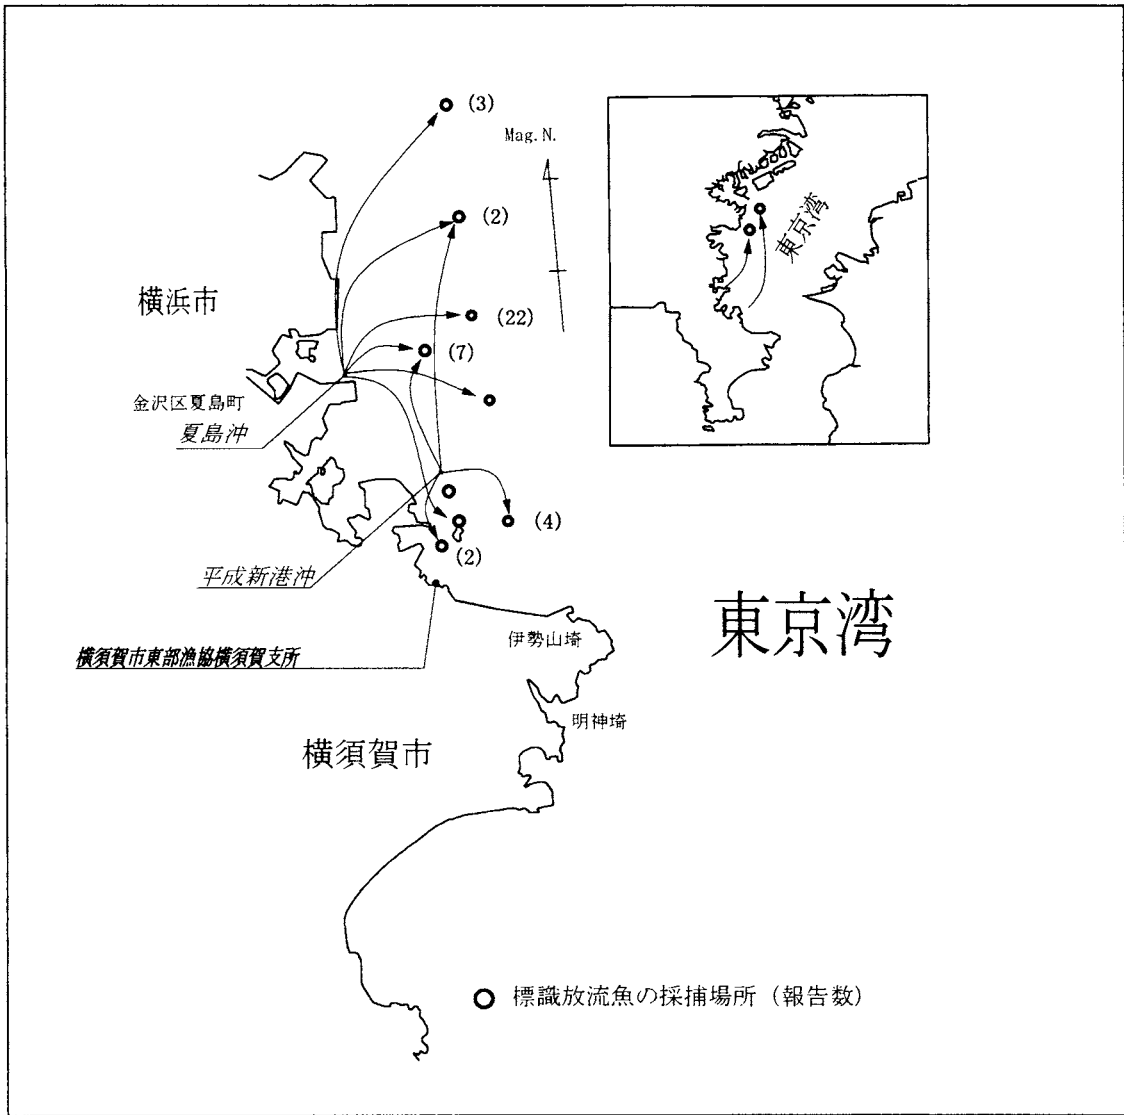 (3)
Mag. N.
(2)
東京湾
横浜市
(22)
(7)
金沢区夏島町
夏島沖
(4)
(2)
平成新港沖
東京湾
伊勢山埼
横須賀市東部漁協横須賀支所
明神埼
横須賀市
標識放流魚の採捕場所（報告数）